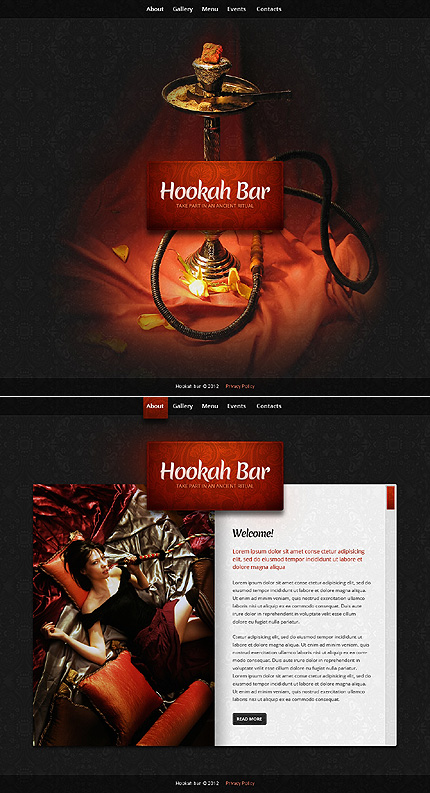 About Gallery Menu Events Contacts
Hookah Bar
TAKE PART IN AN ANCIENT RITUAL
Hookah bar © 2012 Privacy Policy
About Gallery Menu Events Contacts
Hookah Bar
TAKE PART IN AN ANCIENT RITUAL
Welcome!
Lorem ipsum dolor sit amet conse ctetur adipisicing
elit, sed do eiusmod tempor incididunt ut labore et
dolore magna aliqua
Lorem ipsum dolor sit amet conse ctetur adipisicing elit, sed do
eiusmod tempor incididunt ut labore et dolore magna aliqua.
Ut enim ad minim veniam, quis nostrud exercitation ullamco
laboris nisi ut aliquip ex ea commodo consequat. Duis aute
irure dolor in reprehenderit in voluptate velit esse cillum
dolore eu fugiat nulla pariatur.
Ctetur adipisicing elit, sed do eiusmod tempor incididunt ut
labore et dolore magna aliqua. Ut enim ad minim veniam, quis
nostrud exercitation ullamco laboris nisi ut aliquip ex ea com-
modo consequat. Duis aute irure dolor in reprehenderit in
voluptate velit esse cillum dolore eu fugiat nulla pariatur.
Lorem ipsum dolor sit amet conse ctetur adipisicing elit, sed do
eiusmod tempor incididunt ut labore et dolore magna aliqua.
Ut enim ad minim veniam, quis nostrud exercitation ullamco
laboris nisi ut aliquip ex ea commodo consequat.
READ MORE
Hookah bar © 2012 Privacy Policy